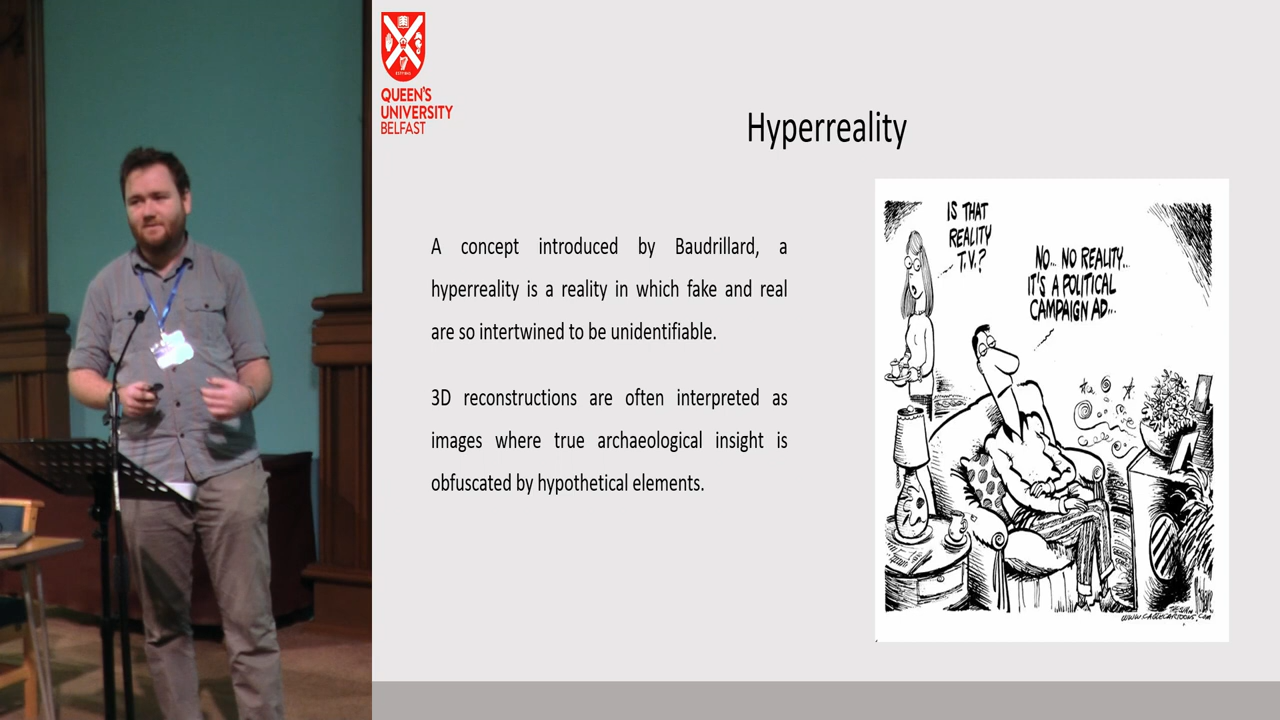 QUEEN'S
UNIVERSITY
BELFAST
Hyperreality
A concept introduced by Baudrillard, a
hyperreality is a reality in which fake and real
are so intertwined to be unidentifiable.
3D reconstructions are often interpreted as
images where true archaeological insight is
obfuscated by hypothetical elements.
IS THAT
REALITY
T.V.?
NO... NO REALITY...
IT'S A POLITICAL
CAMPAIGN AD...
WWW.CAGLECARTOONS.COM